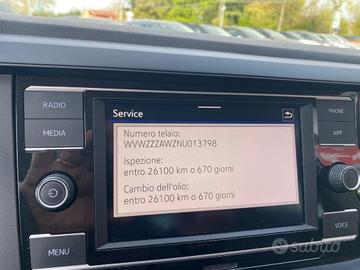 Service
Numero telaio:
WVWZZZAWZNU013798
Ispezione:
entro 26100 km o 670 giorni
Cambio dell'olio:
entro 26100 km o 670 giorni
RADIO
MEDIA
MENU
PHONE
APP
VOICE
subito